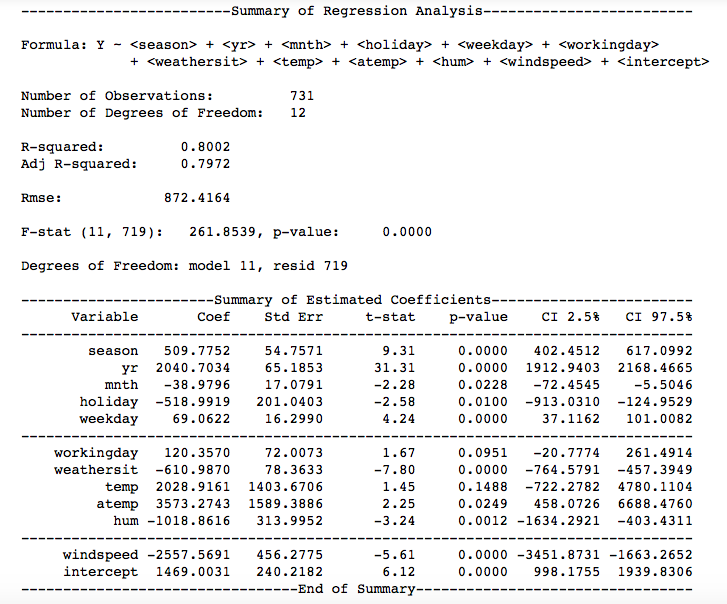 -------------------------Summary of Regression Analysis-------------------------
Formula: Y ~ <season> + <yr> + <mnth> + <holiday> + <weekday> + <workingday>
+ <weathersit> + <temp> + <atemp> + <hum> + <windspeed> + <intercept>
Number of Observations: 731
Number of Degrees of Freedom: 12
R-squared: 0.8002
Adj R-squared: 0.7972
Rmse: 872.4164
F-stat (11, 719): 261.8539, p-value: 0.0000
Degrees of Freedom: model 11, resid 719
-----------------------Summary of Estimated Coefficients------------------------
Variable Coef Std Err t-stat p-value CI 2.5% CI 97.5%
--------------------------------------------------------------------------------
season 509.7752 54.7571 9.31 0.0000 402.4512 617.0992
yr 2040.7034 65.1853 31.31 0.0000 1912.9403 2168.4665
mnth -38.9796 17.0791 -2.28 0.0228 -72.4545 -5.5046
holiday -518.9919 201.0403 -2.58 0.0100 -913.0310 -124.9529
weekday 69.0622 16.2990 4.24 0.0000 37.1162 101.0082
--------------------------------------------------------------------------------
workingday 120.3570 72.0073 1.67 0.0951 -20.7774 261.4914
weathersit -610.9870 78.3633 -7.80 0.0000 -764.5791 -457.3949
temp 2028.9161 1403.6706 1.45 0.1488 -722.2782 4780.1104
atemp 3573.2743 1589.3886 2.25 0.0249 458.0726 6688.4760
hum -1018.8616 313.9952 -3.24 0.0012 -1634.2921 -403.4311
--------------------------------------------------------------------------------
windspeed -2557.5691 456.2775 -5.61 0.0000 -3451.8731 -1663.2652
intercept 1469.0031 240.2182 6.12 0.0000 998.1755 1939.8306
---------------------------------End of Summary---------------------------------